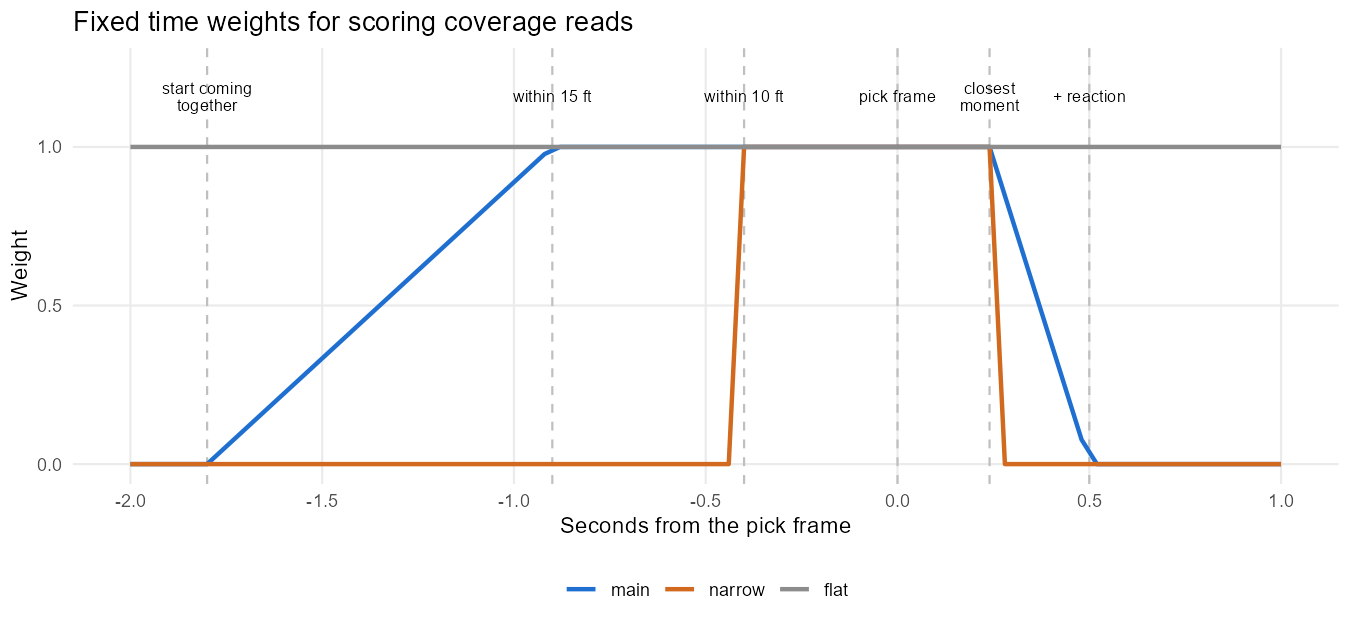 Fixed time weights for scoring coverage reads
start coming
together
within 15 ft
within 10 ft
pick frame
closest
moment
+ reaction
1.0
0.5
0.0
Weight
-2.0
-1.5
-1.0
-0.5
0.0
0.5
1.0
Seconds from the pick frame
main
narrow
flat